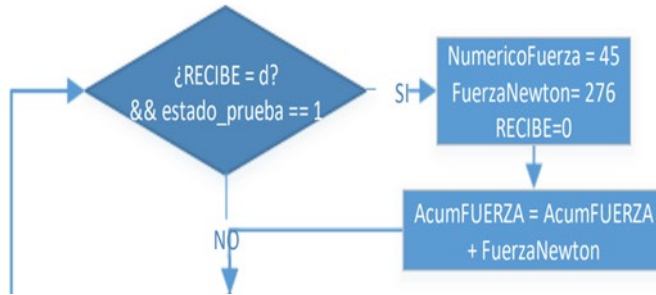 ¿RECIBE = d?
&& estado_prueba == 1
SI
NumericoFuerza = 45
FuerzaNewton= 276
RECIBE=0
AcumFUERZA = AcumFUERZA
+ FuerzaNewton
NO